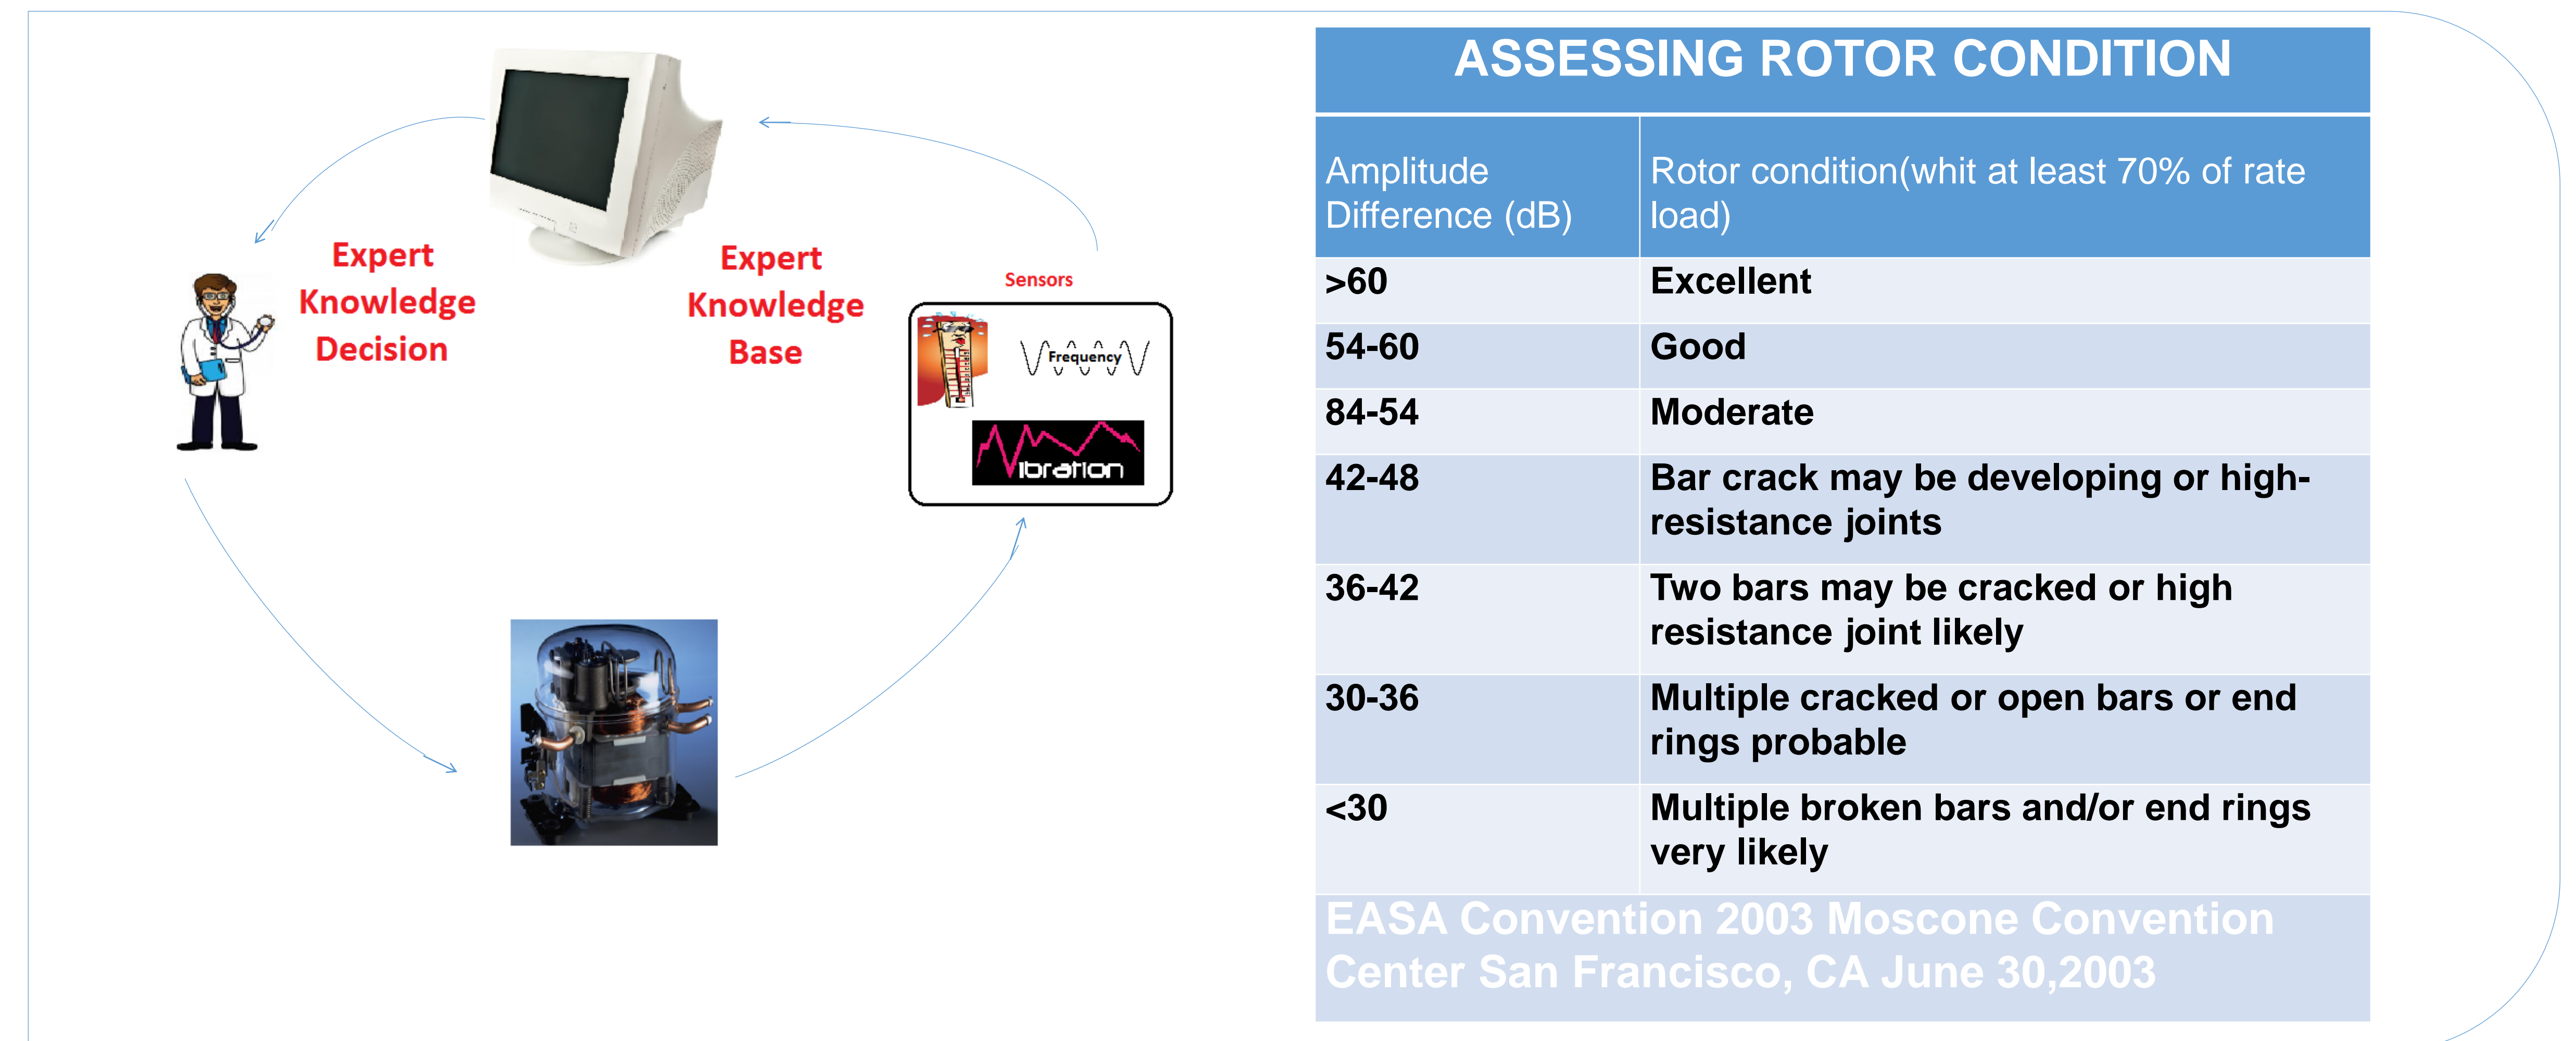 Expert
Knowledge
Decision
Expert
Knowledge
Base
Sensors
Frequency
Vibration
ASSESSING ROTOR CONDITION
Amplitude
Difference (dB)
Rotor condition(whit at least 70% of rate
load)
>60
Excellent
54-60
Good
84-54
Moderate
42-48
Bar crack may be developing or high-
resistance joints
36-42
Two bars may be cracked or high
resistance joint likely
30-36
Multiple cracked or open bars or end
rings probable
<30
Multiple broken bars and/or end rings
very likely
EASA Convention 2003 Moscone Convention
Center San Francisco, CA June 30,2003